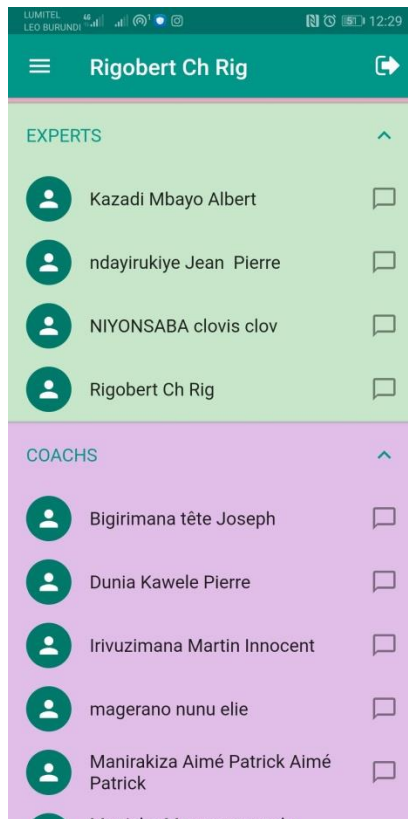 LUMITEL
LEO BURUNDI
4G
51
12:29
Rigobert Ch Rig
EXPERTS
Kazadi Mbayo Albert
ndayirukiye Jean Pierre
NIYONSABA clovis clov
Rigobert Ch Rig
COACHS
Bigirimana tête Joseph
Dunia Kawele Pierre
Irivuzimana Martin Innocent
magerano nunu elie
Manirakiza Aimé Patrick Aimé
Patrick